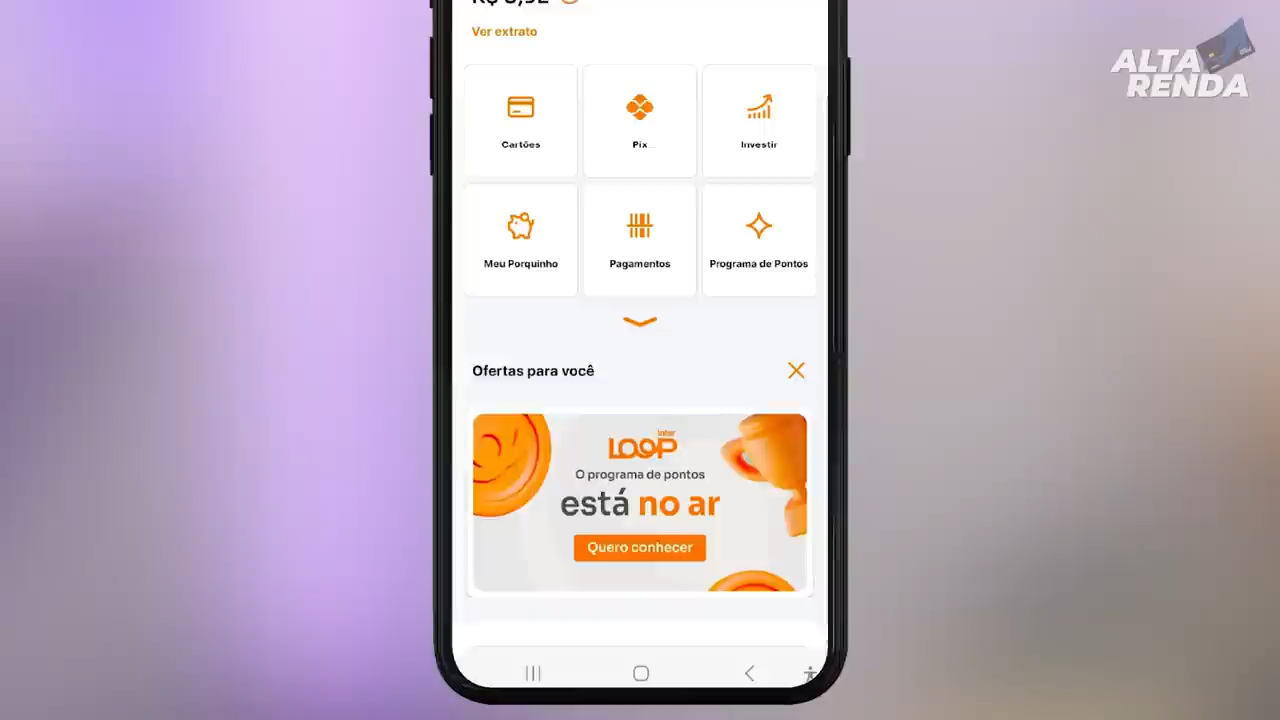 Ver extrato
ALTA
RENDA
Cartões
Pix
Investir
Meu Porquinho
Pagamentos
Programa de Pontos
Ofertas para você
inter
LOOP
O programa de pontos
está no ar
Quero conhecer